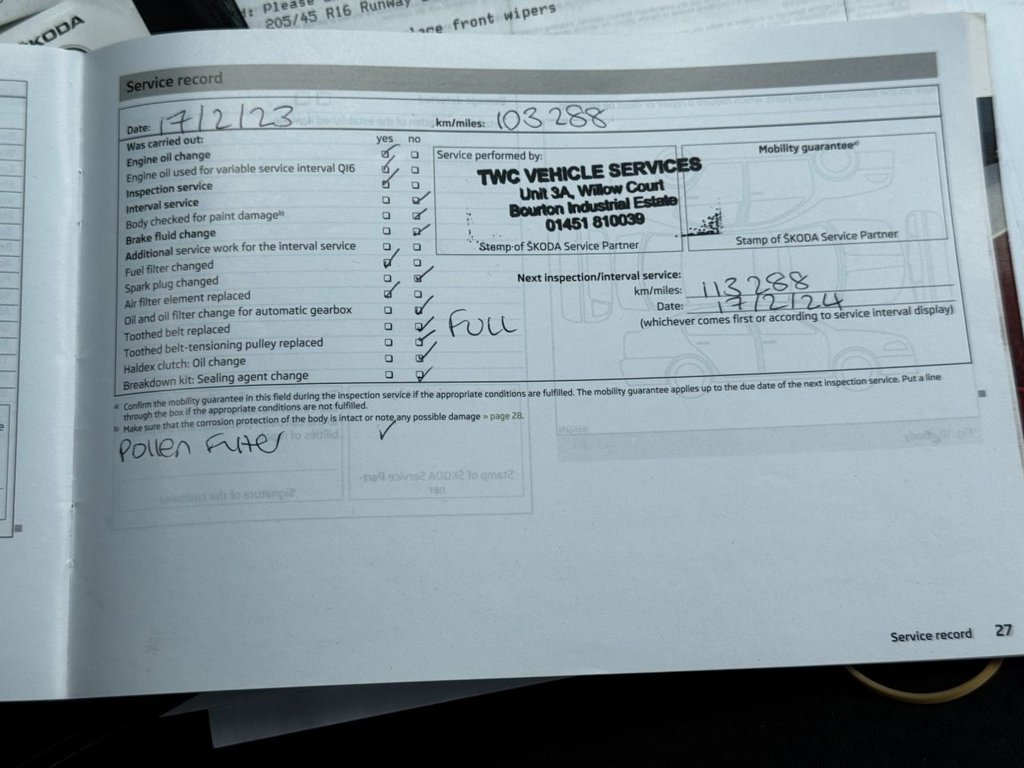 ŠKODA
d: Please
205/45 R16 Runway
front wipers
Service record
Date: 17/2/23 km/miles: 103288
Was carried out: yes no
Engine oil change
Engine oil used for variable service interval QI6
Inspection service
Interval service
Body checked for paint damage b)
Brake fluid change
Additional service work for the interval service
Fuel filter changed
Spark plug changed
Air filter element replaced
Oil and oil filter change for automatic gearbox
Toothed belt replaced
Toothed belt-tensioning pulley replaced
Haldex clutch: Oil change
Breakdown kit: Sealing agent change
FULL
Service performed by:
TWC VEHICLE SERVICES
Unit 3A, Willow Court
Bourton Industrial Estate
01451 810039
Stamp of ŠKODA Service Partner
Mobility guarantee a)
Stamp of ŠKODA Service Partner
Next inspection/interval service:
km/miles: 113288
Date: 17/2/24
(whichever comes first or according to service interval display)
a) Confirm the mobility guarantee in this field during the inspection service if the appropriate conditions are fulfilled. The mobility guarantee applies up to the due date of the next inspection service. Put a line
through the box if the appropriate conditions are not fulfilled.
b) Make sure that the corrosion protection of the body is intact or note any possible damage » page 28.
Pollen Filter ✓
Service record 27